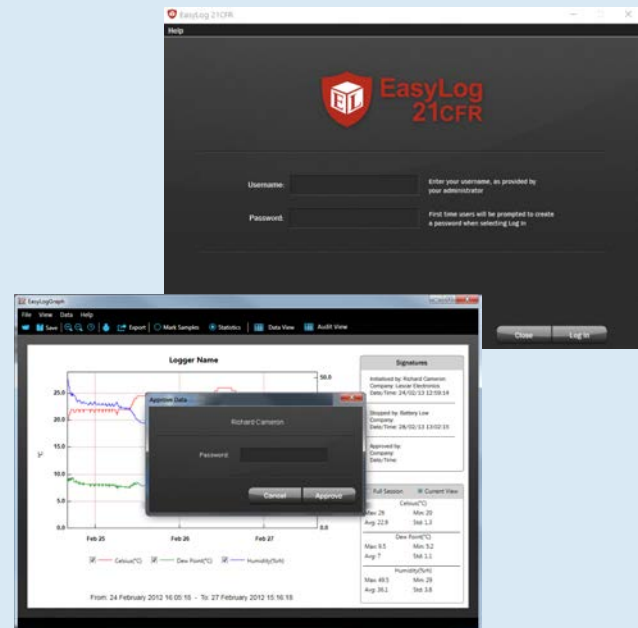 EasyLog 21CFR
Help
EasyLog
21CFR
Username:
Enter your username, as provided by
your administrator
Password:
First time users will be prompted to create
a password when selecting Log In
Close
Log In
EasyLogGraph
File View Data Help
Save Export Mark Samples Statistics Data View Audit View
Logger Name
Signatures
Initialised by: Richard Cameron
Company: Lascar Electronics
Date/Time: 24/02/13 12:59:14
Stopped by: Battery Low
Company:
Date/Time: 28/02/13 13:02:15
Approved by:
Company:
Date/Time:
Approve Data
Richard Cameron
Password:
Cancel
Approve
25.0
20.0
15.0
10.0
5.0
0.0
°C
50.0
0.0
Feb 25
Feb 26
Feb 27
Celsius(°C)
Dew Point(°C)
Humidity(%rh)
From: 24 February 2012 16:05:15 - To: 27 February 2012 15:16:15
Full Session
Current View
Celsius(°C)
Max: 26 Min: 20
Avg: 22.9 Std: 1.3
Dew Point(°C)
Max: 9.5 Min: 5.2
Avg: 7 Std: 1.1
Humidity(%rh)
Max: 49.5 Min: 29
Avg: 36.1 Std: 3.8